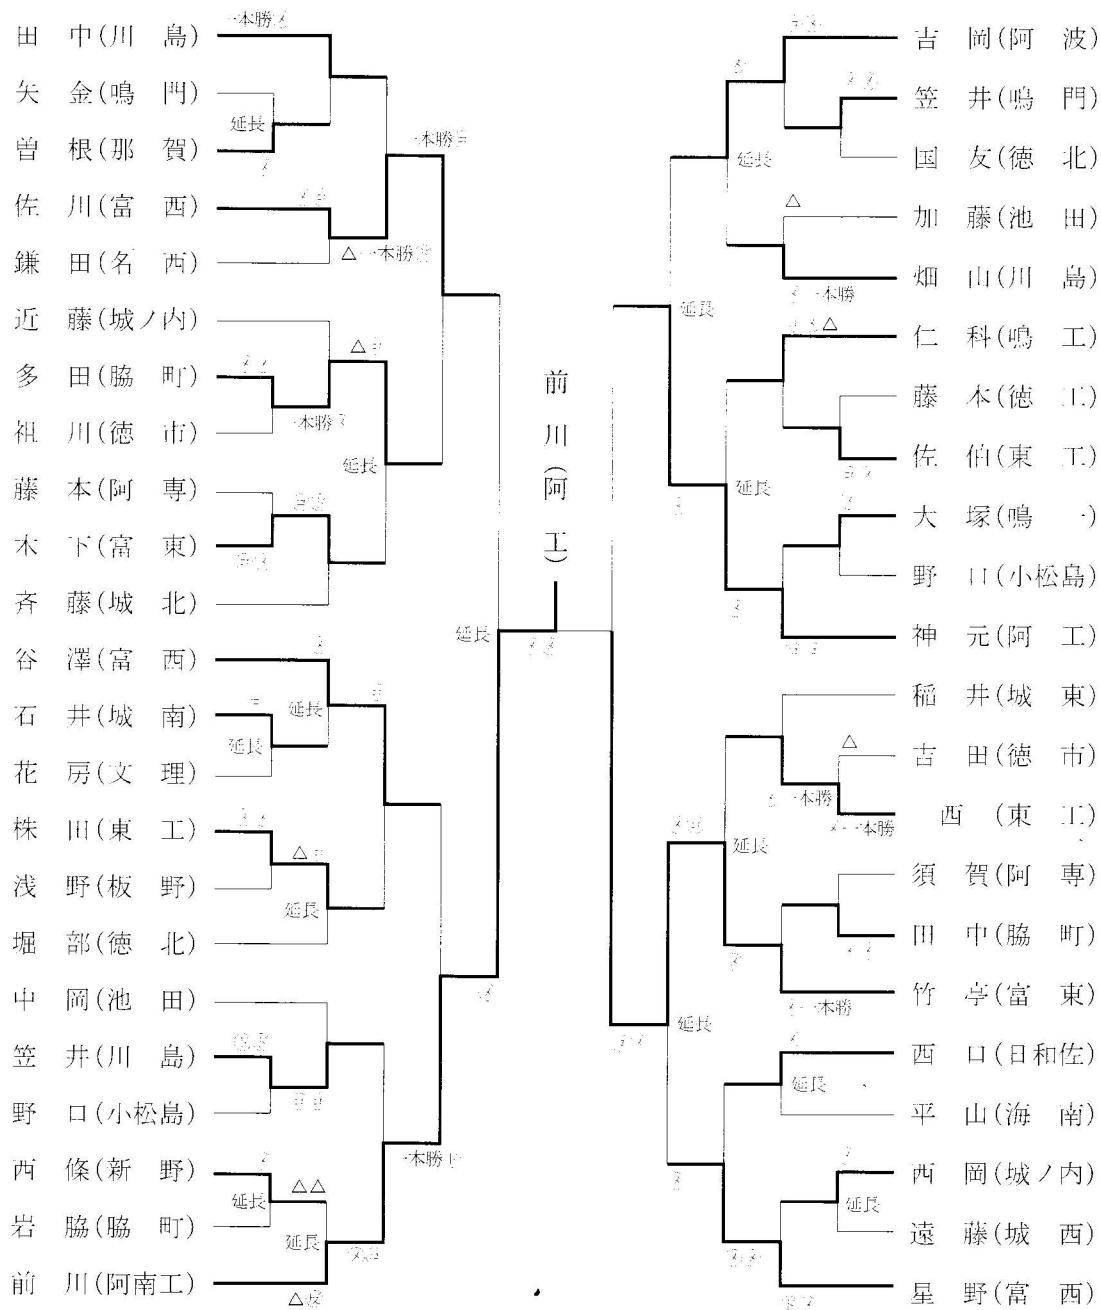 田中(川島)
矢金(鳴門)
曽根(那賀)
佐川(富西)
鎌田(名西)
近藤(城ノ内)
多田(脇町)
祖川(徳市)
藤本(阿専)
木下(富東)
斉藤(城北)
谷澤(富西)
石井(城南)
花房(文理)
株田(東工)
浅野(板野)
堀部(徳北)
中岡(池田)
笠井(川島)
野口(小松島)
西條(新野)
岩脇(脇町)
前川(阿南工)
一本勝
延長
一本勝
△一本勝
△
一本勝
延長
延長
延長
延長
△
延長
一本勝
延長
△△
延長
△
前川(阿工)
吉岡(阿波)
笠井(鳴門)
国友(徳北)
加藤(池田)
畑山(川島)
仁科(鳴工)
藤本(徳工)
佐伯(東工)
大塚(鳴
野口(小松島)
神元(阿工)
稲井(城東)
吉田(徳市)
西(東工)
須賀(阿専)
田中(脇町)
竹亭(富東)
西口(日和佐)
平山(海南)
西岡(城ノ内)
遠藤(城西)
星野(富西)
延長
△
一本勝
延長
△
延長
△
一本勝
一本勝
延長
一本勝
延長
延長
延長